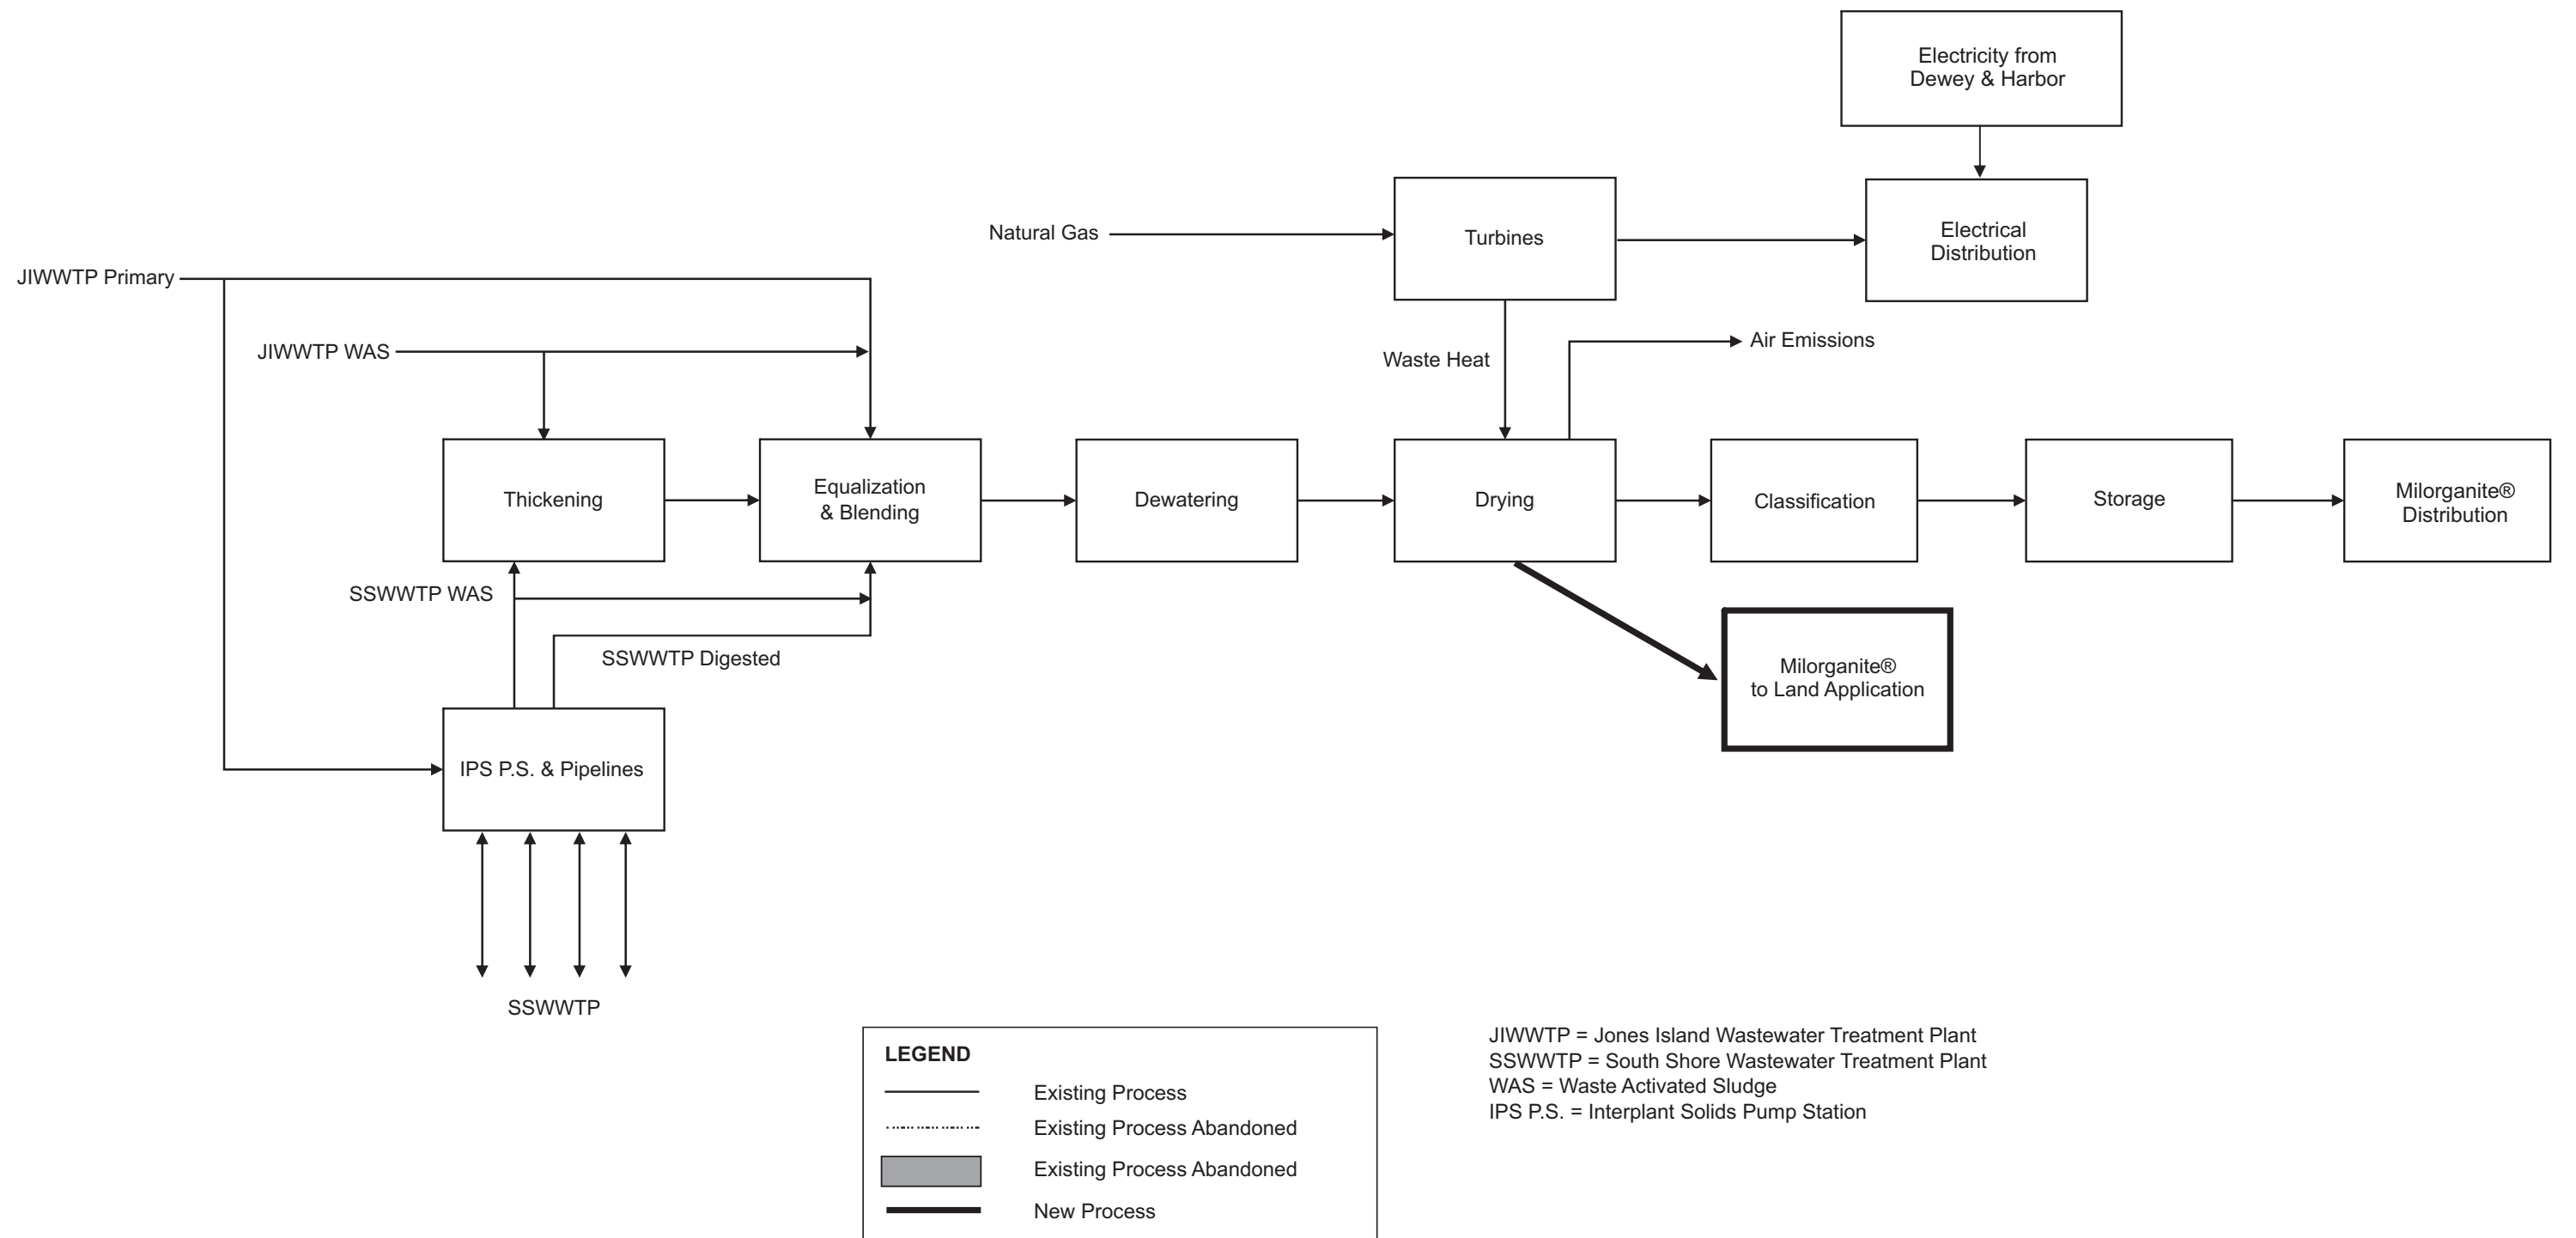 Electricity from
Dewey & Harbor
Natural Gas
Turbines
Electrical
Distribution
JIWWTP Primary
JIWWTP WAS
Waste Heat
Air Emissions
Thickening
Equalization
& Blending
Dewatering
Drying
Classification
Storage
Milorganite®
Distribution
SSWWTP WAS
SSWWTP Digested
Milorganite®
to Land Application
IPS P.S. & Pipelines
SSWWTP
LEGEND
Existing Process
Existing Process Abandoned
Existing Process Abandoned
New Process
JIWWTP = Jones Island Wastewater Treatment Plant
SSWWTP = South Shore Wastewater Treatment Plant
WAS = Waste Activated Sludge
IPS P.S. = Interplant Solids Pump Station